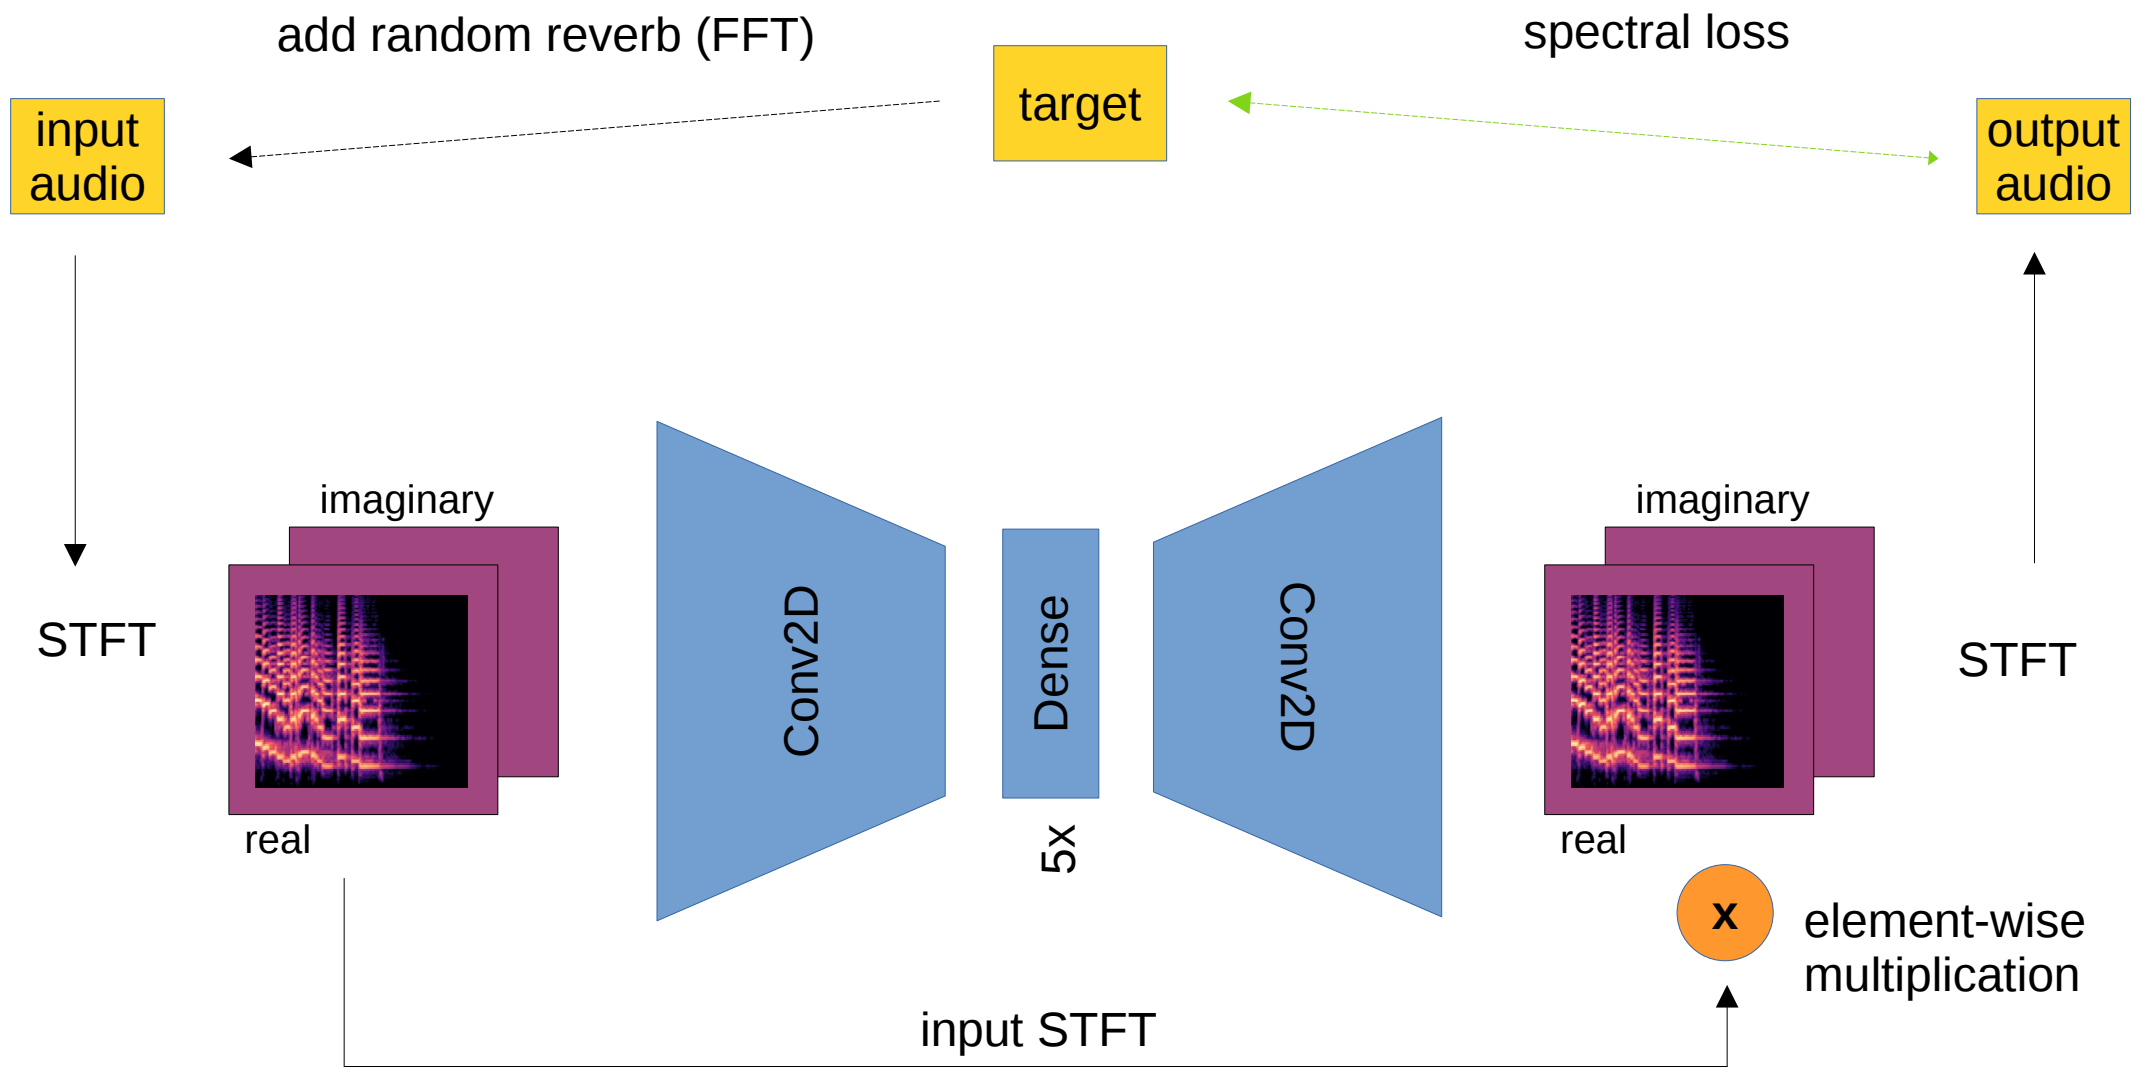 add random reverb (FFT)
spectral loss
input
audio
target
output
audio
imaginary
imaginary
STFT
Conv2D
Dense
Conv2D
STFT
real
5x
real
x
element-wise
multiplication
input STFT